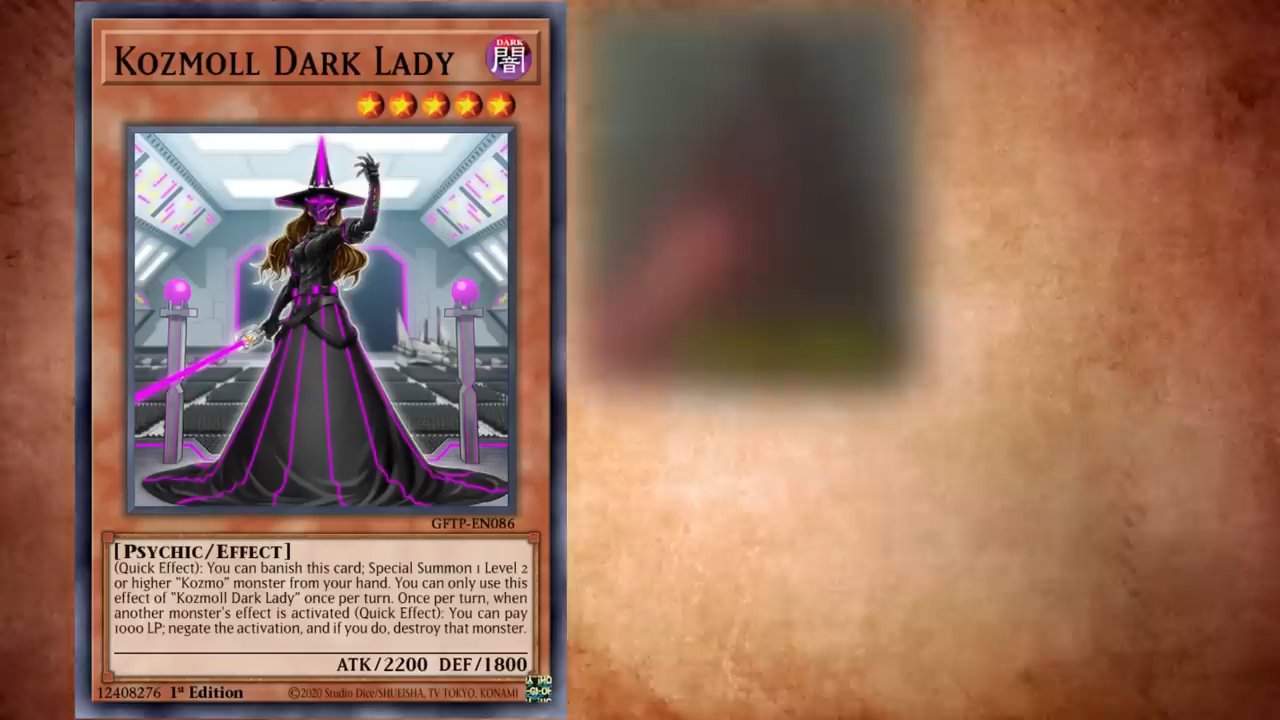 Kozmoll Dark Lady
DARK
闇
GFTP-EN086
[Psychic/Effect]
(Quick Effect): You can banish this card; Special Summon 1 Level 2
or higher "Kozmo" monster from your hand. You can only use this
effect of "Kozmoll Dark Lady" once per turn. Once per turn, when
another monster's effect is activated (Quick Effect): You can pay
1000 LP; negate the activation, and if you do, destroy that monster.
ATK/2200 DEF/1800
12408276 1st Edition ©2020 Studio Dice/SHUEISHA, TV TOKYO, KONAMI